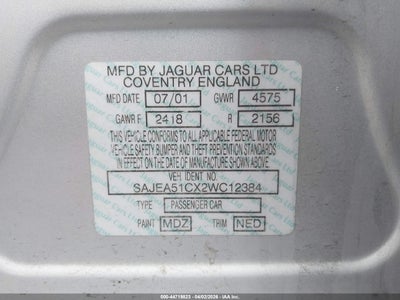 MFD BY JAGUAR CARS LTD
COVENTRY ENGLAND
MFD DATE 07/01 GVWR 4575
GAWR F 2418 R 2156
THIS VEHICLE CONFORMS TO ALL APPLICABLE FEDERAL MOTOR
VEHICLE SAFETY BUMPER AND THEFT PREVENTION STANDARDS
IN EFFECT ON THE DATE OF MANUFACTURE SHOWN ABOVE
VEH IDENT NO.
SAJEA51CX2WC12384
TYPE PASSENGER CAR
PAINT MDZ TRIM NED
500-44718523 - 04/02/2026 - IAA Inc.